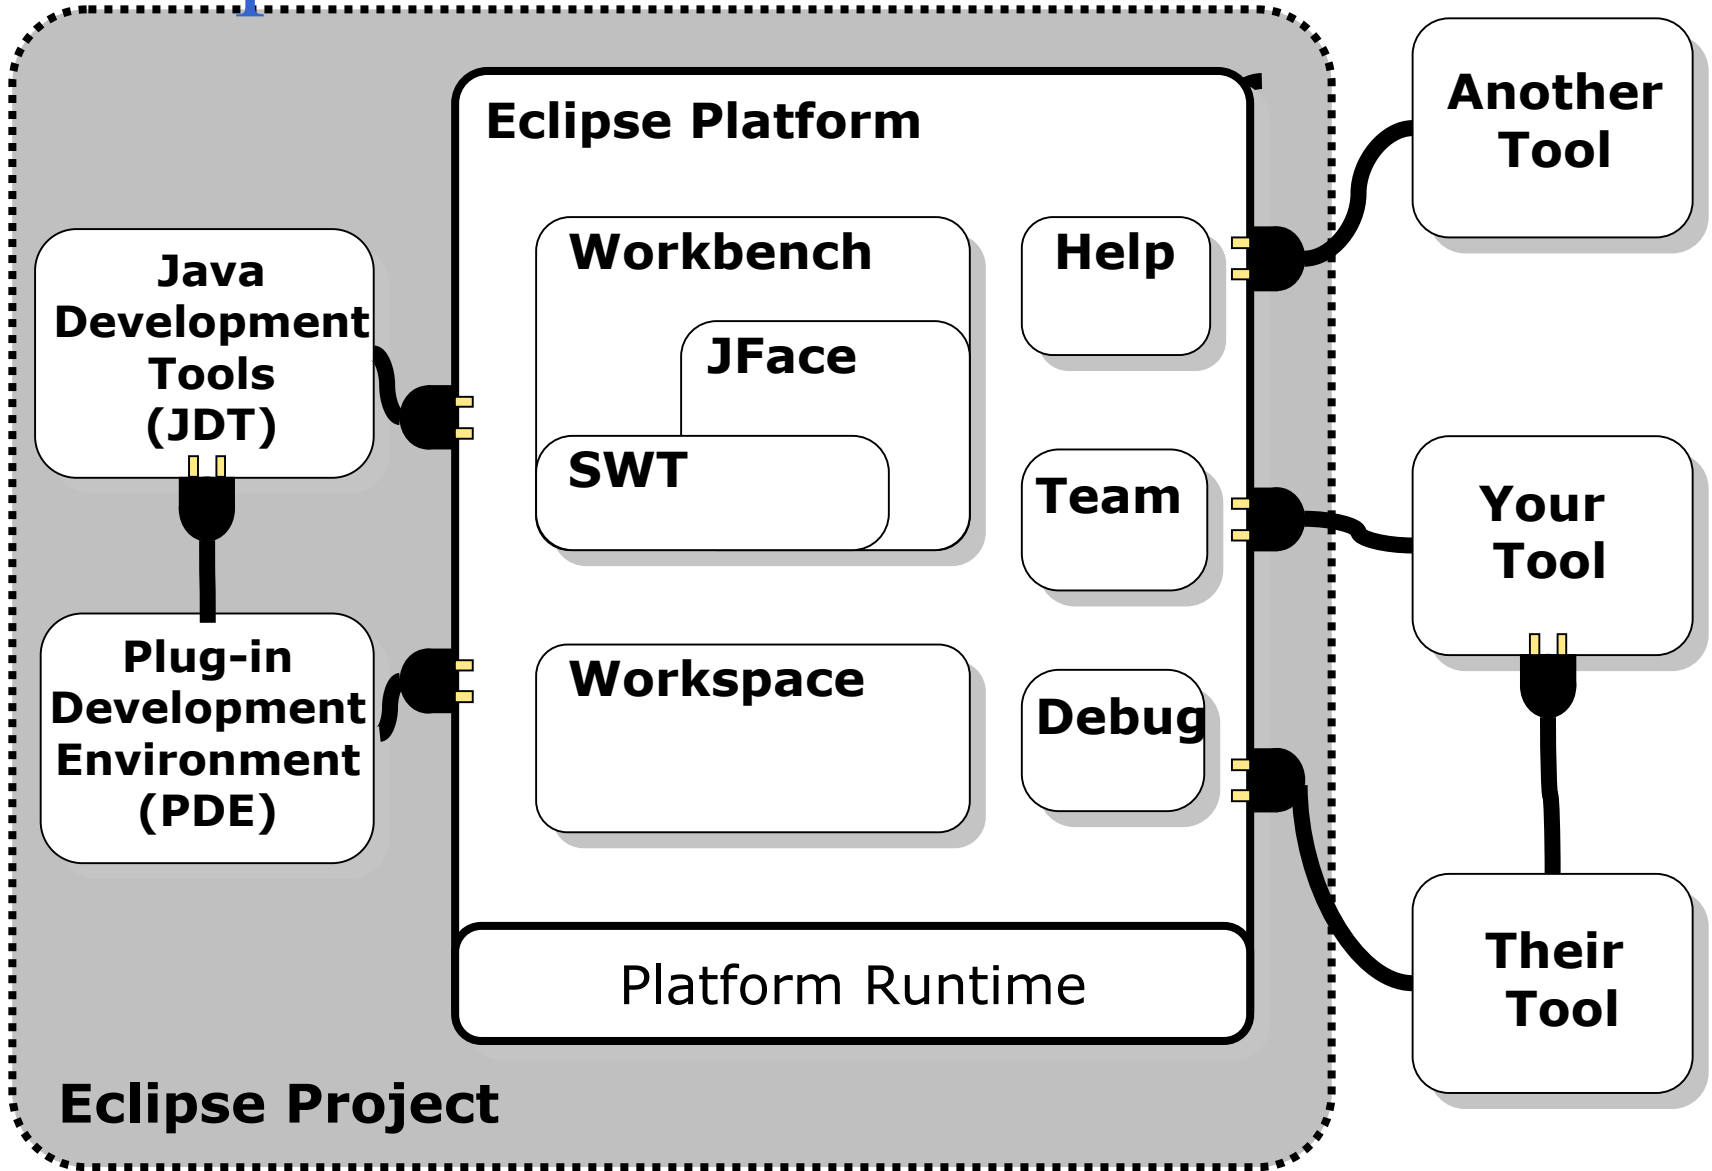 Eclipse Platform
Java
Development
Tools
(JDT)
Plug-in
Development
Environment
(PDE)
Workbench
JFace
SWT
Workspace
Help
Team
Debug
Platform Runtime
Another
Tool
Your
Tool
Their
Tool
Eclipse Project